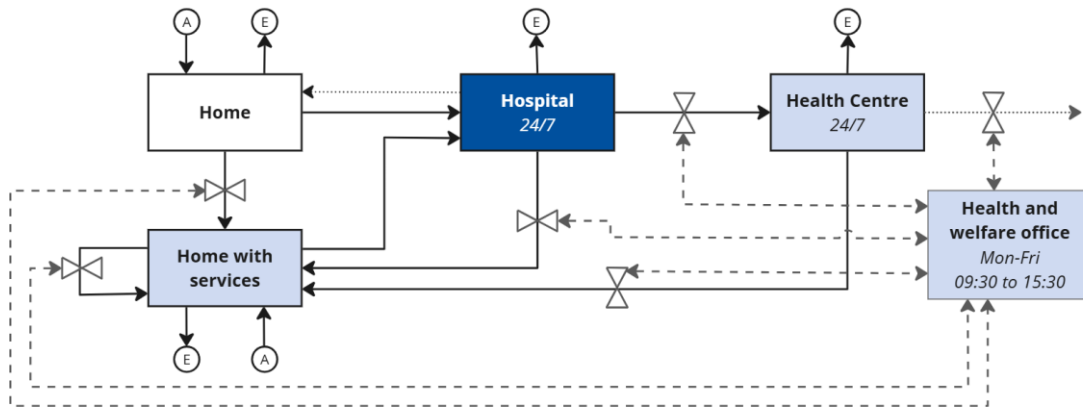 A
E
E
E
Home
Hospital
24/7
Health Centre
24/7
Health and
welfare office
Mon-Fri
09:30 to 15:30
Home with
services
E
A